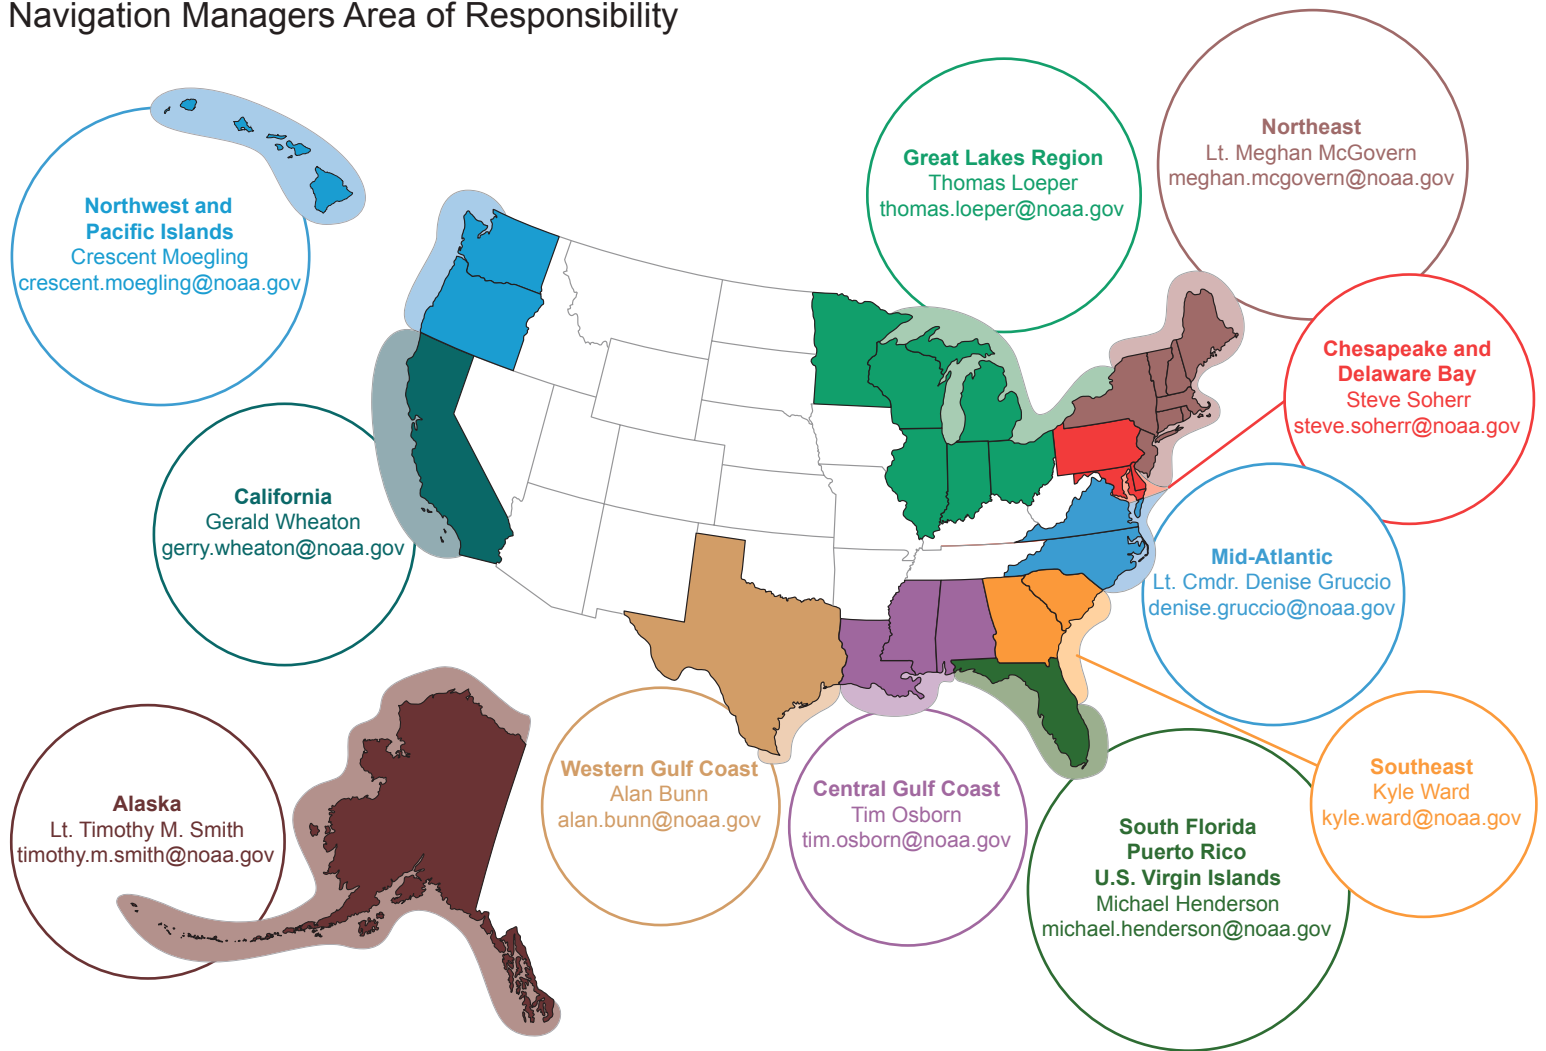 Navigation Managers Area of Responsibility
Northwest and
Pacific Islands
Crescent Moegling
crescent.moegling@noaa.gov
Great Lakes Region
Thomas Loeper
thomas.loeper@noaa.gov
Northeast
Lt. Meghan McGovern
meghan.mcgovern@noaa.gov
Chesapeake and
Delaware Bay
Steve Soherr
steve.soherr@noaa.gov
California
Gerald Wheaton
gerry.wheaton@noaa.gov
Mid-Atlantic
Lt. Cmdr. Denise Gruccio
denise.gruccio@noaa.gov
Alaska
Lt. Timothy M. Smith
timothy.m.smith@noaa.gov
Western Gulf Coast
Alan Bunn
alan.bunn@noaa.gov
Central Gulf Coast
Tim Osborn
tim.osborn@noaa.gov
South Florida
Puerto Rico
U.S. Virgin Islands
Michael Henderson
michael.henderson@noaa.gov
Southeast
Kyle Ward
kyle.ward@noaa.gov